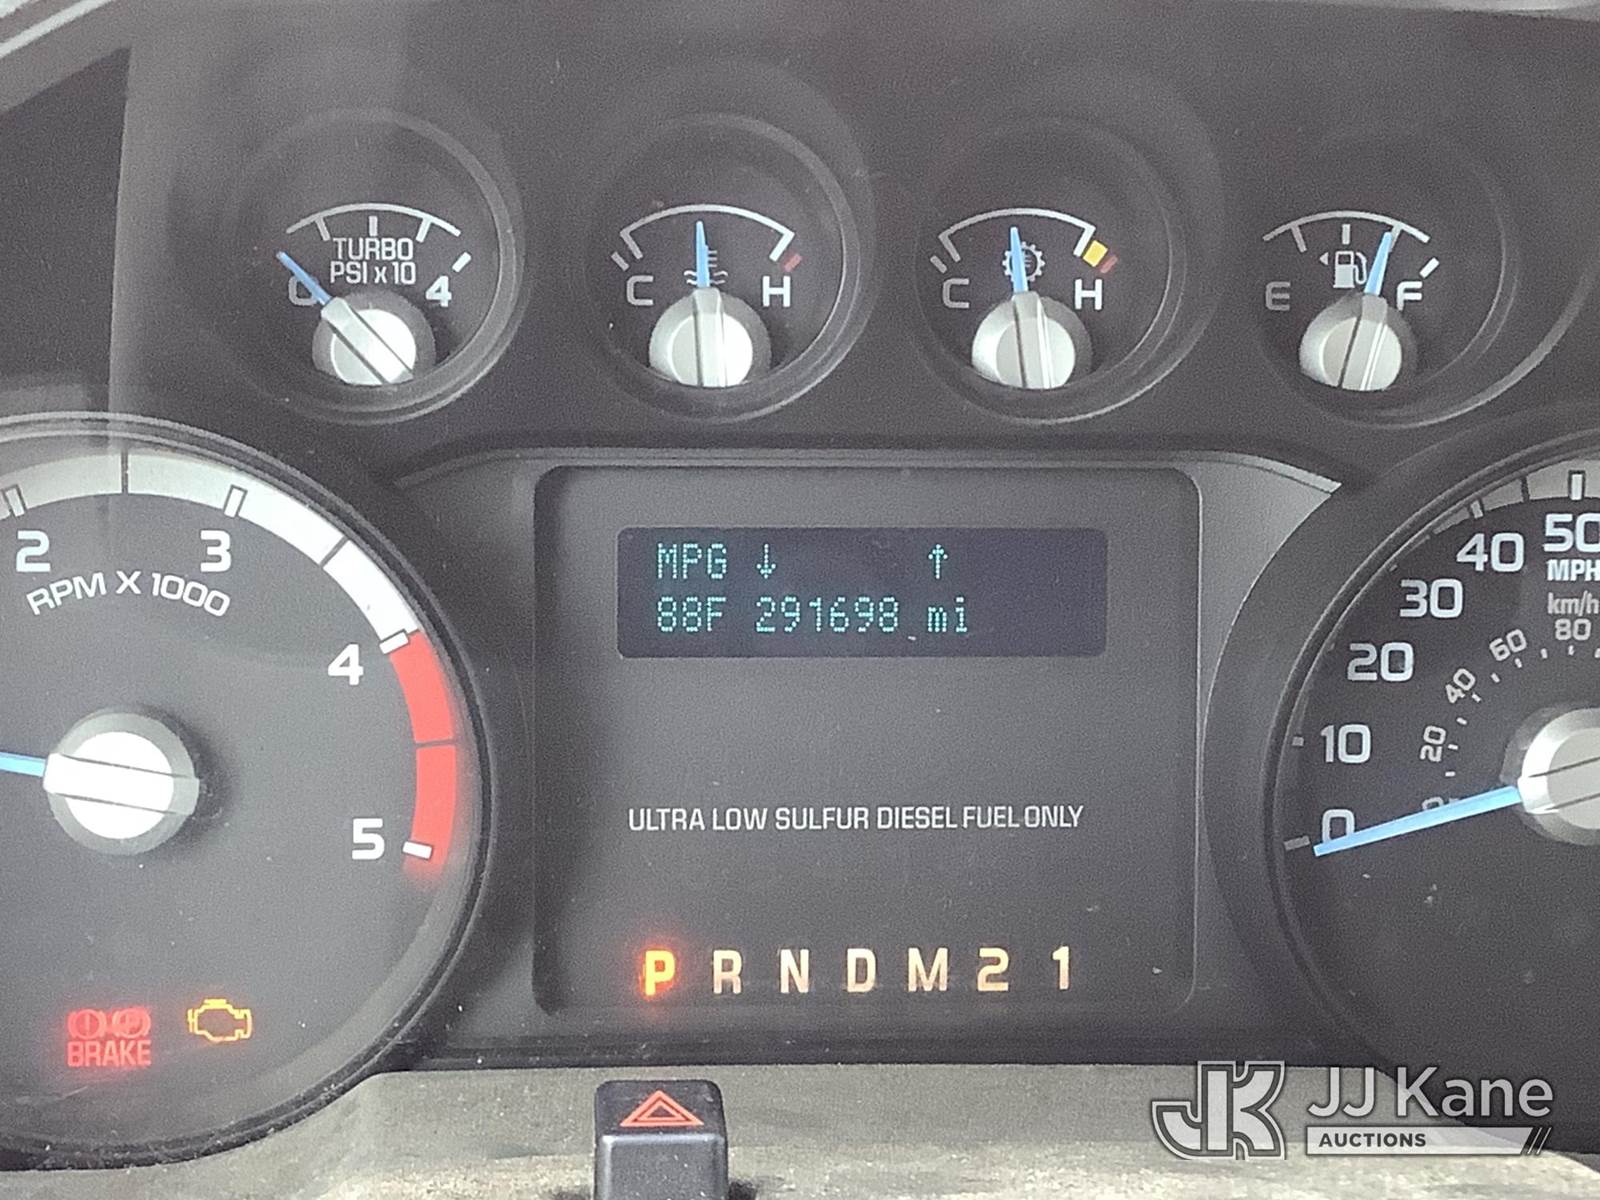 TURBO
PSI x 10
0 4
C H
C H
E F
2 3 4 5
RPM X 1000
MPG ↓ ↑
88F 291698 mi
0 10 20 30 40 50
MPH
km/h
20 40 60 80
ULTRA LOW SULFUR DIESEL FUEL ONLY
P R N D M 2 1
BRAKE
JK JJ Kane
AUCTIONS